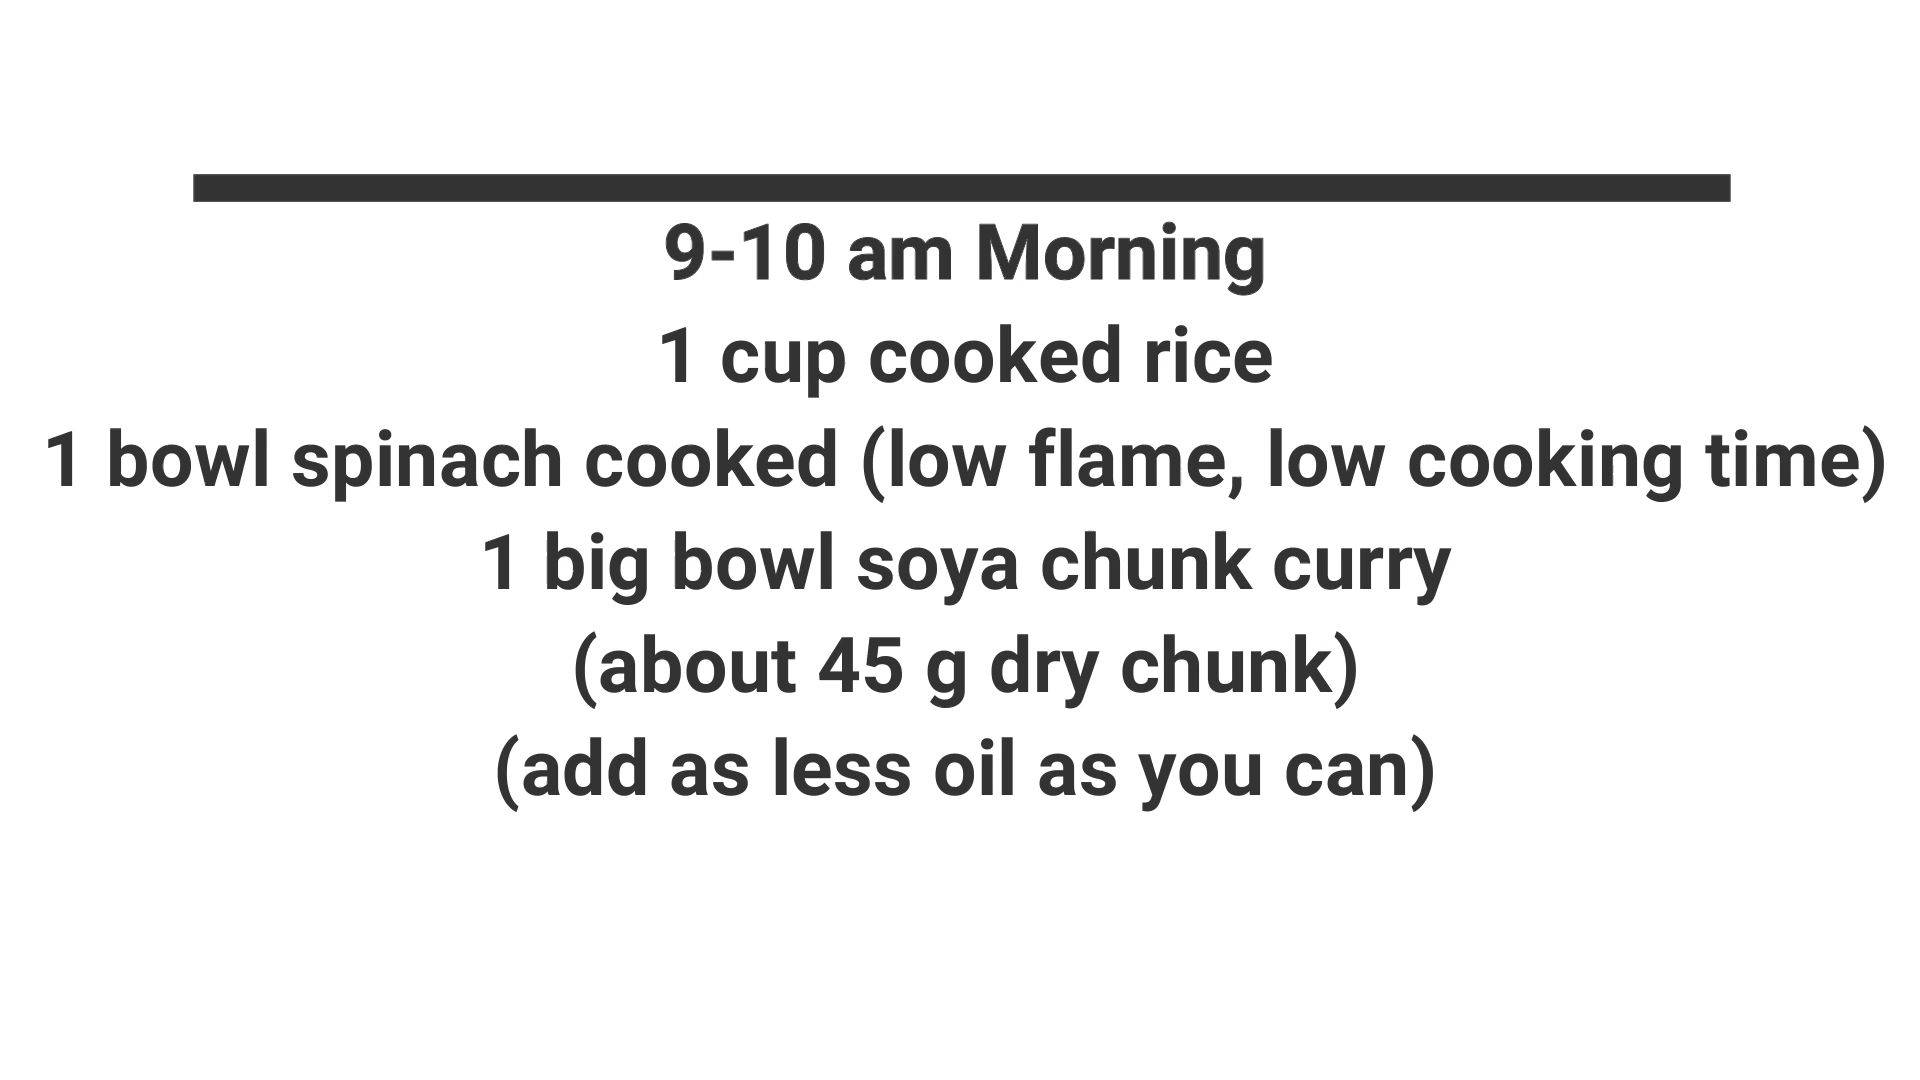 9-10 am Morning
1 cup cooked rice
1 bowl spinach cooked (low flame, low cooking time)
1 big bowl soya chunk curry
(about 45 g dry chunk)
(add as less oil as you can)